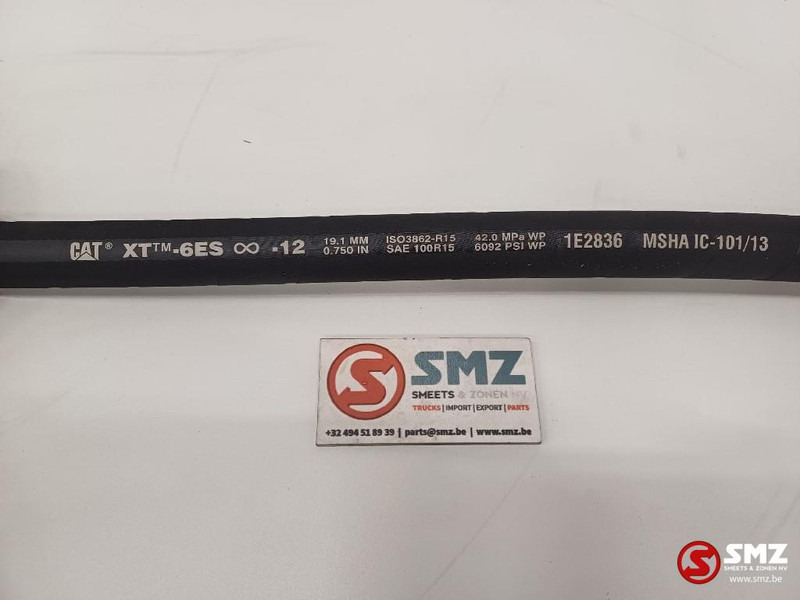 CAT® XT™-6ES ∞ -12 19.1 MM ISO3862-R15 42.0 MPa WP 1E2836 MSHA IC-101/13
0.750 IN SAE 100R15 6092 PSI WP
SMZ
SMEETS & ZONEN NV
TRUCKS | IMPORT | EXPORT | PARTS
+32 494 51 89 39 | parts@smz.be | www.smz.be
SMZ
SMEETS & ZONEN NV
www.smz.be